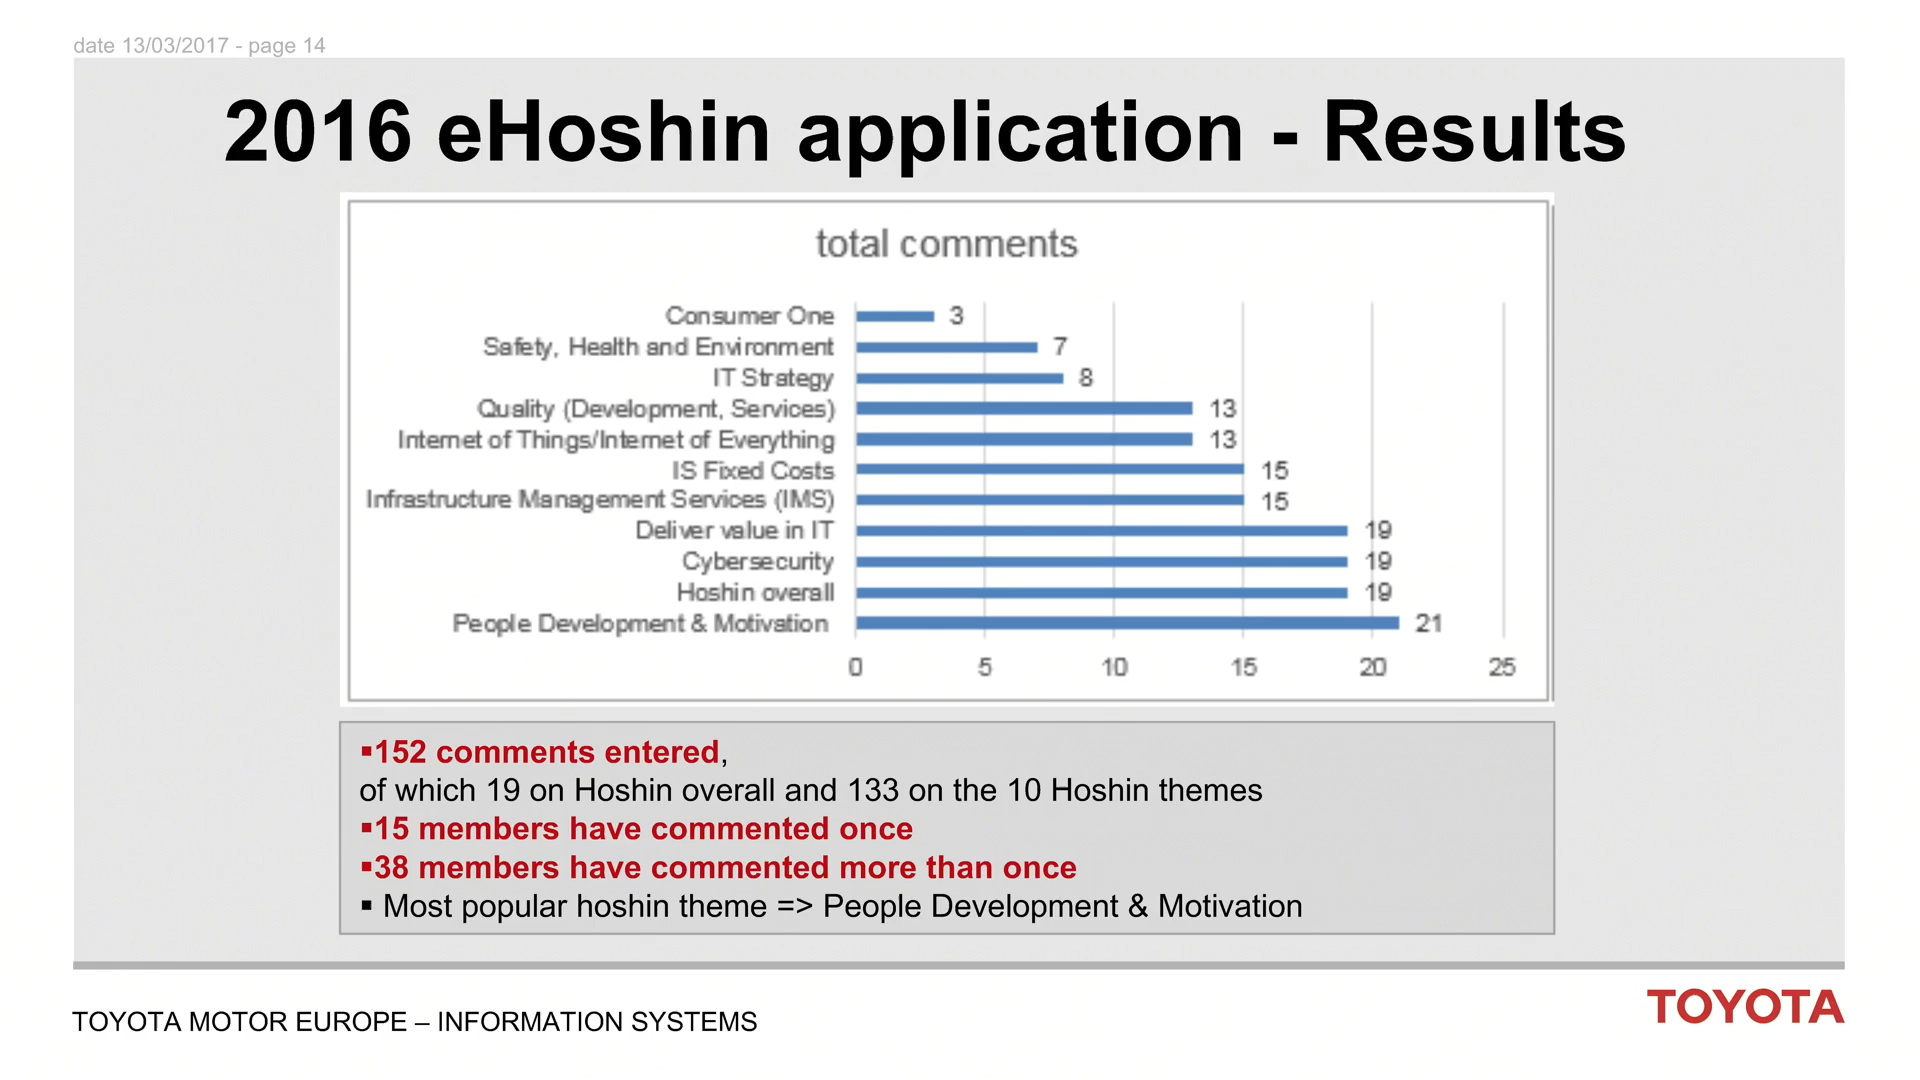 date 13/03/2017 - page 14
2016 eHoshin application - Results
total comments
Consumer One 3
Safety, Health and Environment 7
IT Strategy 8
Quality (Development, Services) 13
Internet of Things/Internet of Everything 13
IS Fixed Costs 15
Infrastructure Management Services (IMS) 15
Deliver value in IT 19
Cybersecurity 19
Hoshin overall 19
People Development & Motivation 21
0 5 10 15 20 25
▪152 comments entered,
of which 19 on Hoshin overall and 133 on the 10 Hoshin themes
▪15 members have commented once
▪38 members have commented more than once
▪ Most popular hoshin theme => People Development & Motivation
TOYOTA MOTOR EUROPE – INFORMATION SYSTEMS
TOYOTA